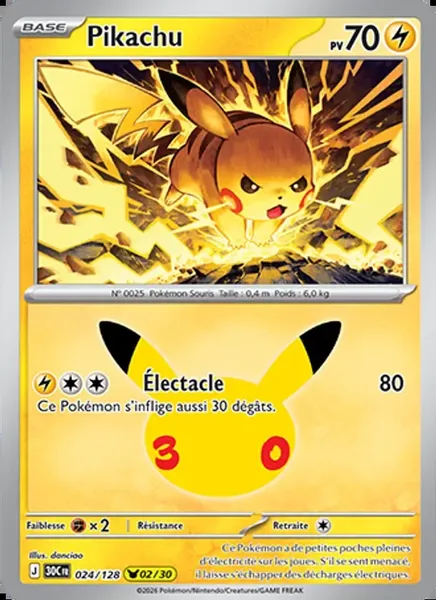 BASE Pikachu PV 70
N° 0025 Pokémon Souris Taille : 0,4 m Poids : 6,0 kg
Électacle 80
Ce Pokémon s'inflige aussi 30 dégâts.
3 0
Faiblesse × 2 Résistance Retraite
Illus. danciao
Ce Pokémon a de petites poches pleines
d'électricité sur les joues. S'il se sent menacé,
il laisse s'échapper des décharges électriques.
J 30C FR 024/128 02/30
©2026 Pokémon/Nintendo/Creatures/GAME FREAK